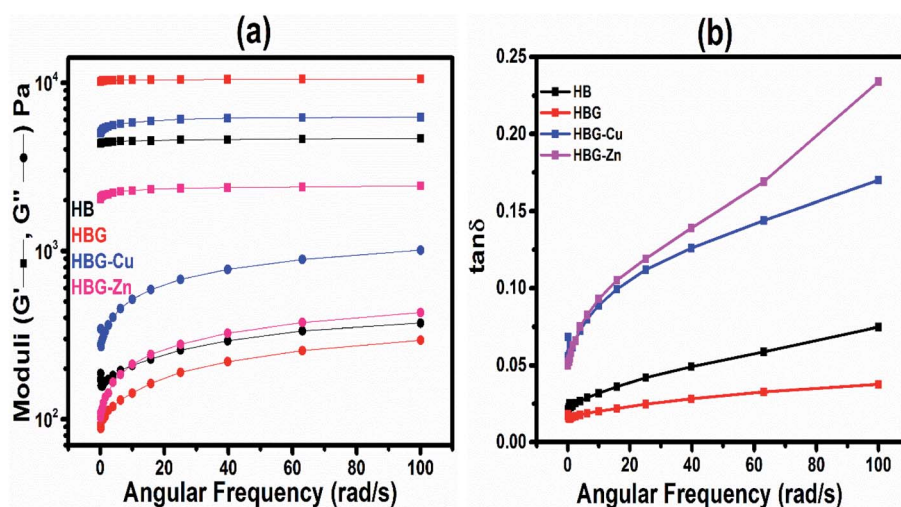 (a)
Moduli (G'—■—, G'' —●—) Pa
10⁴
10³
10²
HB
HBG
HBG-Cu
HBG-Zn
0
20
40
60
80
100
Angular Frequency (rad/s)
(b)
tanδ
0.25
0.20
0.15
0.10
0.05
0.00
HB
HBG
HBG-Cu
HBG-Zn
0
20
40
60
80
100
Angular Frequency (rad/s)